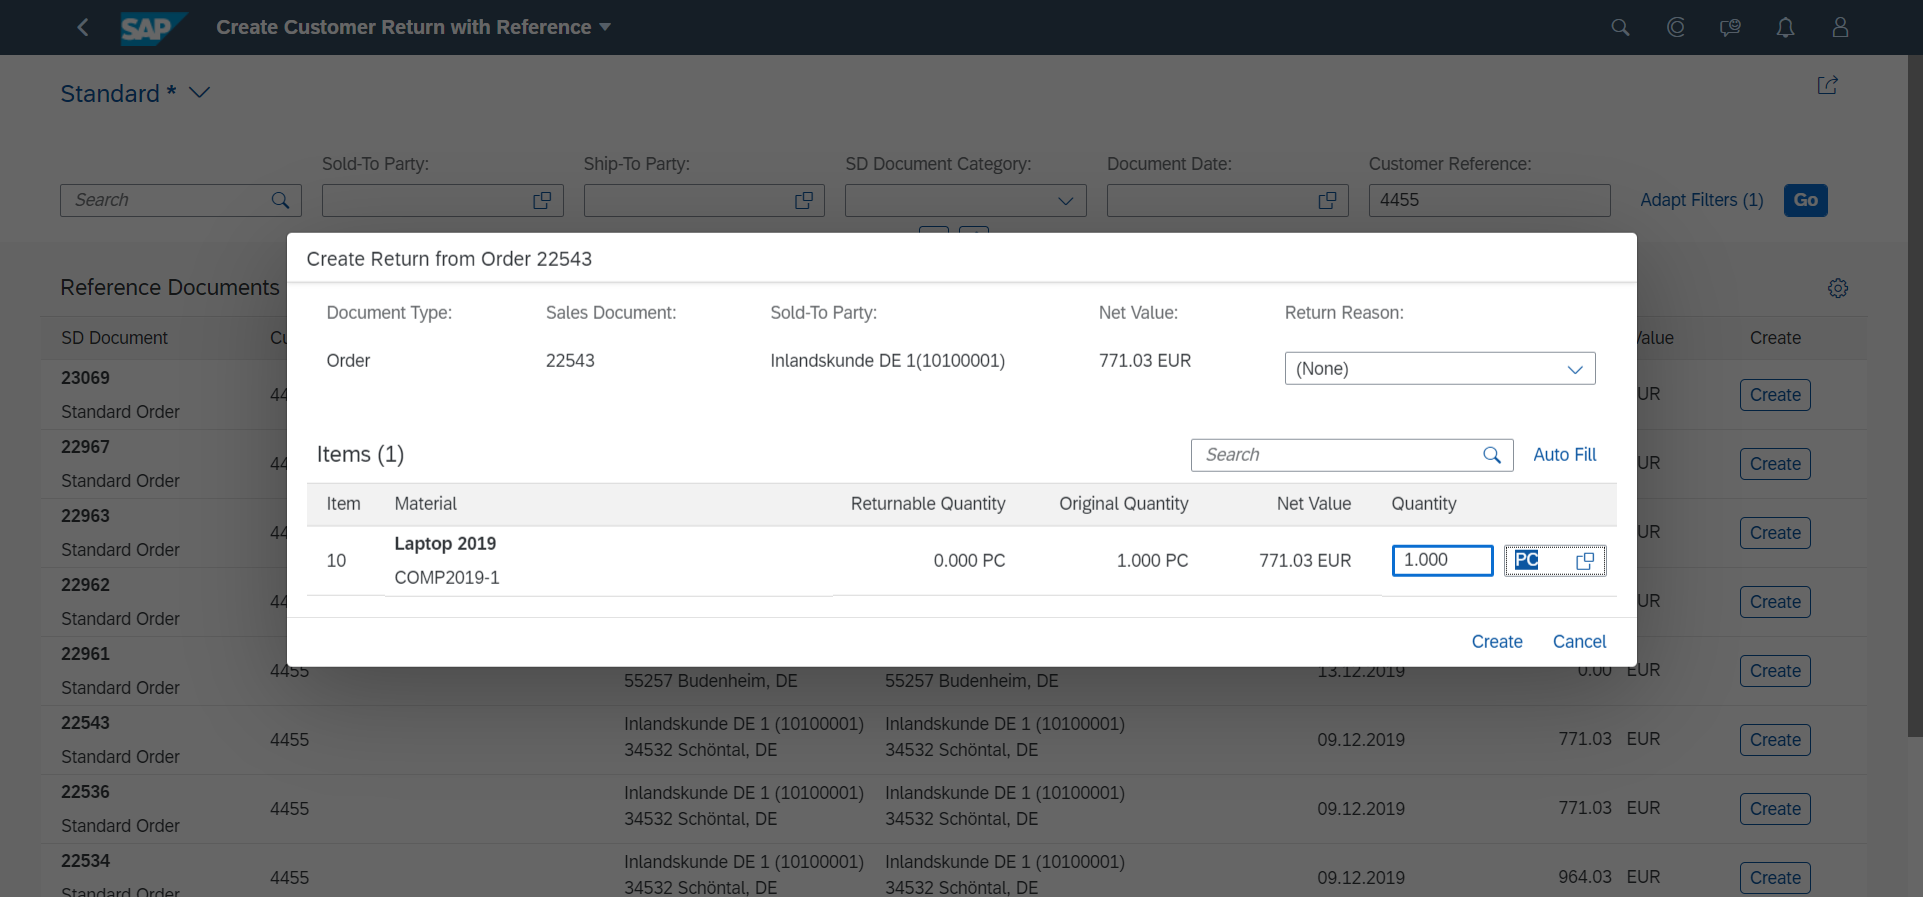 SAP
Create Customer Return with Reference
Standard *
Sold-To Party:
Ship-To Party:
SD Document Category:
Document Date:
Customer Reference:
Search
4455
Adapt Filters (1)
Go
Create Return from Order 22543
Reference Documents
Document Type:
Sales Document:
Sold-To Party:
Net Value:
Return Reason:
SD Document
Create
Order
22543
Inlandskunde DE 1(10100001)
771.03 EUR
(None)
23069
Standard Order
Create
22967
Standard Order
Create
Items (1)
Search
Auto Fill
Item
Material
Returnable Quantity
Original Quantity
Net Value
Quantity
22963
Standard Order
Create
10
Laptop 2019
COMP2019-1
0.000 PC
1.000 PC
771.03 EUR
1.000
PC
22962
Standard Order
Create
Create
Cancel
22961
Standard Order
4455
55257 Budenheim, DE
55257 Budenheim, DE
13.12.2019
0.00 EUR
Create
22543
Standard Order
4455
Inlandskunde DE 1 (10100001)
34532 Schöntal, DE
Inlandskunde DE 1 (10100001)
34532 Schöntal, DE
09.12.2019
771.03 EUR
Create
22536
Standard Order
4455
Inlandskunde DE 1 (10100001)
34532 Schöntal, DE
Inlandskunde DE 1 (10100001)
34532 Schöntal, DE
09.12.2019
771.03 EUR
Create
22534
Standard Order
4455
Inlandskunde DE 1 (10100001)
34532 Schöntal, DE
Inlandskunde DE 1 (10100001)
34532 Schöntal, DE
09.12.2019
964.03 EUR
Create